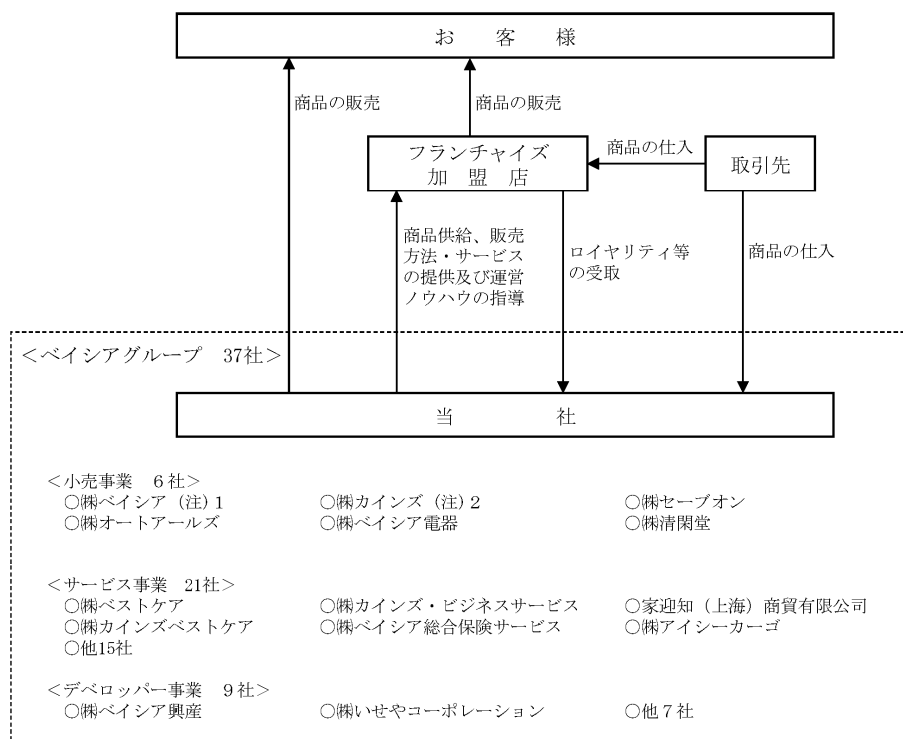 お 客 様
商品の販売
商品の販売
フランチャイズ
加 盟 店
商品の仕入
取引先
商品供給、販売
方法・サービス
の提供及び運営
ノウハウの指導
ロイヤリティ等
の受取
商品の仕入
＜ベイシアグループ 37社＞
当 社
＜小売事業 6社＞
○㈱ベイシア（注）1 ○㈱カインズ（注）2 ○㈱セーブオン
○㈱オートアールズ ○㈱ベイシア電器 ○㈱清閑堂
＜サービス事業 21社＞
○㈱ベストケア ○㈱カインズ・ビジネスサービス ○家迎知（上海）商貿有限公司
○㈱カインズベストケア ○㈱ベイシア総合保険サービス ○㈱アイシーカーゴ
○他15社
＜デベロッパー事業 9社＞
○㈱ベイシア興産 ○㈱いせやコーポレーション ○他７社